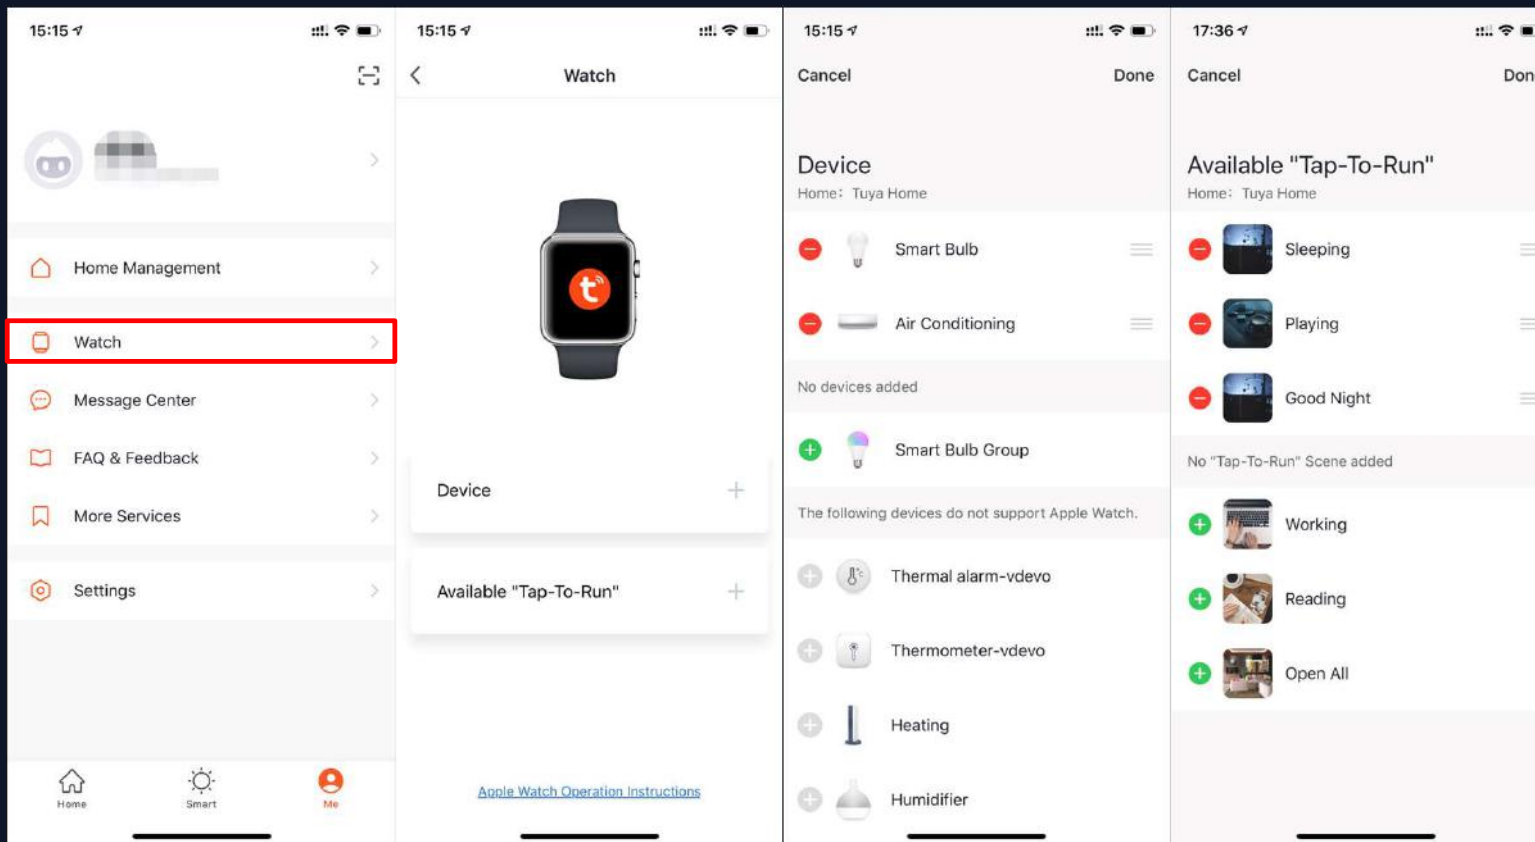 15:15
Home Management
Watch
Message Center
FAQ & Feedback
More Services
Settings
Home
Smart
Me
15:15
Watch
t
Device
Available "Tap-To-Run"
Apple Watch Operation Instructions
15:15
Cancel Done
Device
Home: Tuya Home
Smart Bulb
Air Conditioning
No devices added
Smart Bulb Group
The following devices do not support Apple Watch.
Thermal alarm-vdevo
Thermometer-vdevo
Heating
Humidifier
17:36
Cancel Don
Available "Tap-To-Run"
Home: Tuya Home
Sleeping
Playing
Good Night
No "Tap-To-Run" Scene added
Working
Reading
Open All